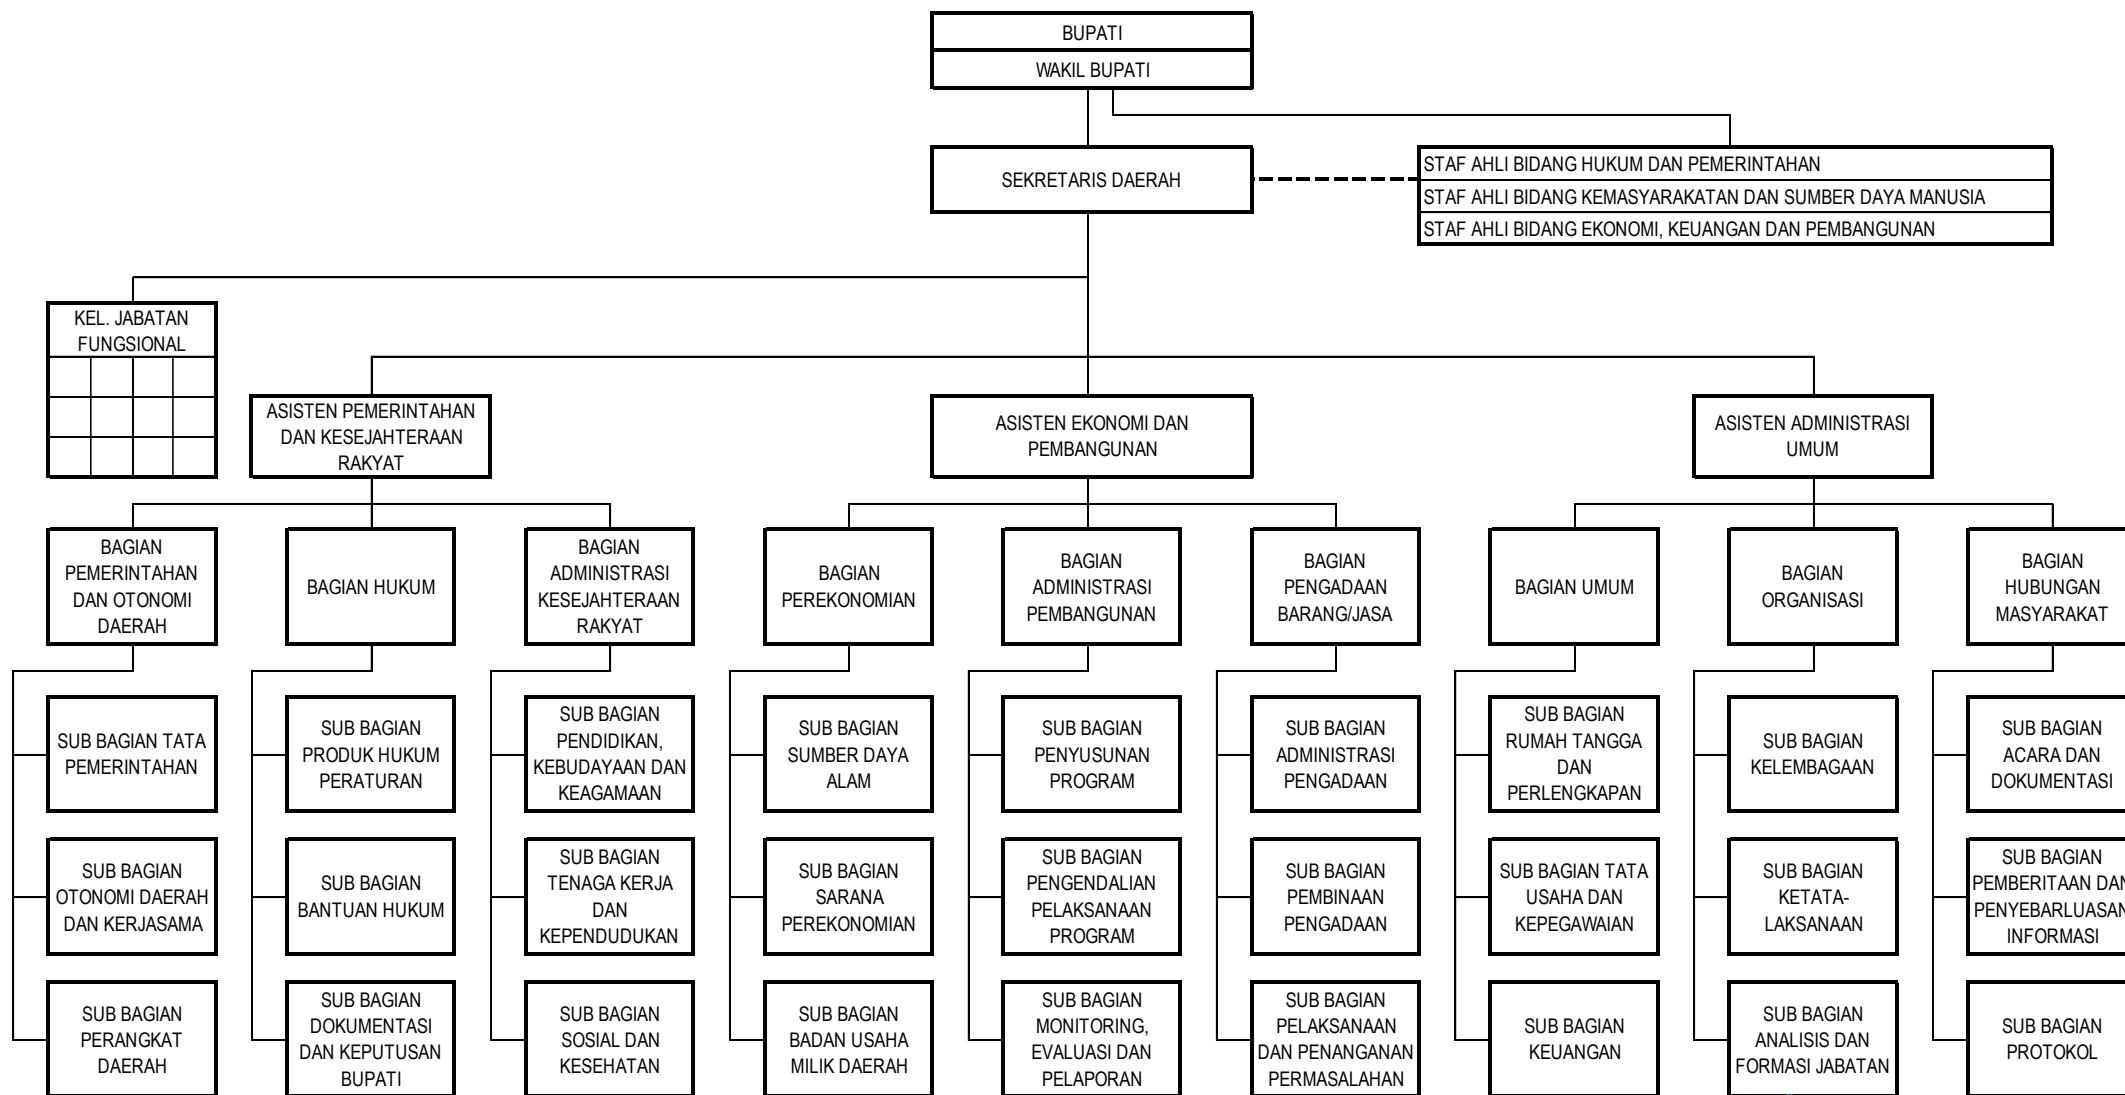 BUPATI
WAKIL BUPATI
SEKRETARIS DAERAH
STAF AHLI BIDANG HUKUM DAN PEMERINTAHAN
STAF AHLI BIDANG KEMASYARAKATAN DAN SUMBER DAYA MANUSIA
STAF AHLI BIDANG EKONOMI, KEUANGAN DAN PEMBANGUNAN
KEL. JABATAN
FUNGSIONAL
ASISTEN PEMERINTAHAN
DAN KESEJAHTERAAN
RAKYAT
ASISTEN EKONOMI DAN
PEMBANGUNAN
ASISTEN ADMINISTRASI
UMUM
BAGIAN
PEMERINTAHAN
DAN OTONOMI
DAERAH
BAGIAN HUKUM
BAGIAN
ADMINISTRASI
KESEJAHTERAAN
RAKYAT
BAGIAN
PEREKONOMIAN
BAGIAN
ADMINISTRASI
PEMBANGUNAN
BAGIAN
PENGADAAN
BARANG/JASA
BAGIAN UMUM
BAGIAN
ORGANISASI
BAGIAN
HUBUNGAN
MASYARAKAT
SUB BAGIAN TATA
PEMERINTAHAN
SUB BAGIAN
PRODUK HUKUM
PERATURAN
SUB BAGIAN
PENDIDIKAN,
KEBUDAYAAN DAN
KEAGAMAAN
SUB BAGIAN
SUMBER DAYA
ALAM
SUB BAGIAN
PENYUSUNAN
PROGRAM
SUB BAGIAN
ADMINISTRASI
PENGADAAN
SUB BAGIAN
RUMAH TANGGA
DAN
PERLENGKAPAN
SUB BAGIAN
KELEMBAGAAN
SUB BAGIAN
ACARA DAN
DOKUMENTASI
SUB BAGIAN
OTONOMI DAERAH
DAN KERJASAMA
SUB BAGIAN
BANTUAN HUKUM
SUB BAGIAN
TENAGA KERJA
DAN
KEPENDUDUKAN
SUB BAGIAN
SARANA
PEREKONOMIAN
SUB BAGIAN
PENGENDALIAN
PELAKSANAAN
PROGRAM
SUB BAGIAN
PEMBINAAN
PENGADAAN
SUB BAGIAN TATA
USAHA DAN
KEPEGAWAIAN
SUB BAGIAN
KETATA-
LAKSANAAN
SUB BAGIAN
PEMBERITAAN DAN
PENYEBARLUASAN
INFORMASI
SUB BAGIAN
PERANGKAT
DAERAH
SUB BAGIAN
DOKUMENTASI
DAN KEPUTUSAN
BUPATI
SUB BAGIAN
SOSIAL DAN
KESEHATAN
SUB BAGIAN
BADAN USAHA
MILIK DAERAH
SUB BAGIAN
MONITORING,
EVALUASI DAN
PELAPORAN
SUB BAGIAN
PELAKSANAAN
DAN PENANGANAN
PERMASALAHAN
SUB BAGIAN
KEUANGAN
SUB BAGIAN
ANALISIS DAN
FORMASI JABATAN
SUB BAGIAN
PROTOKOL